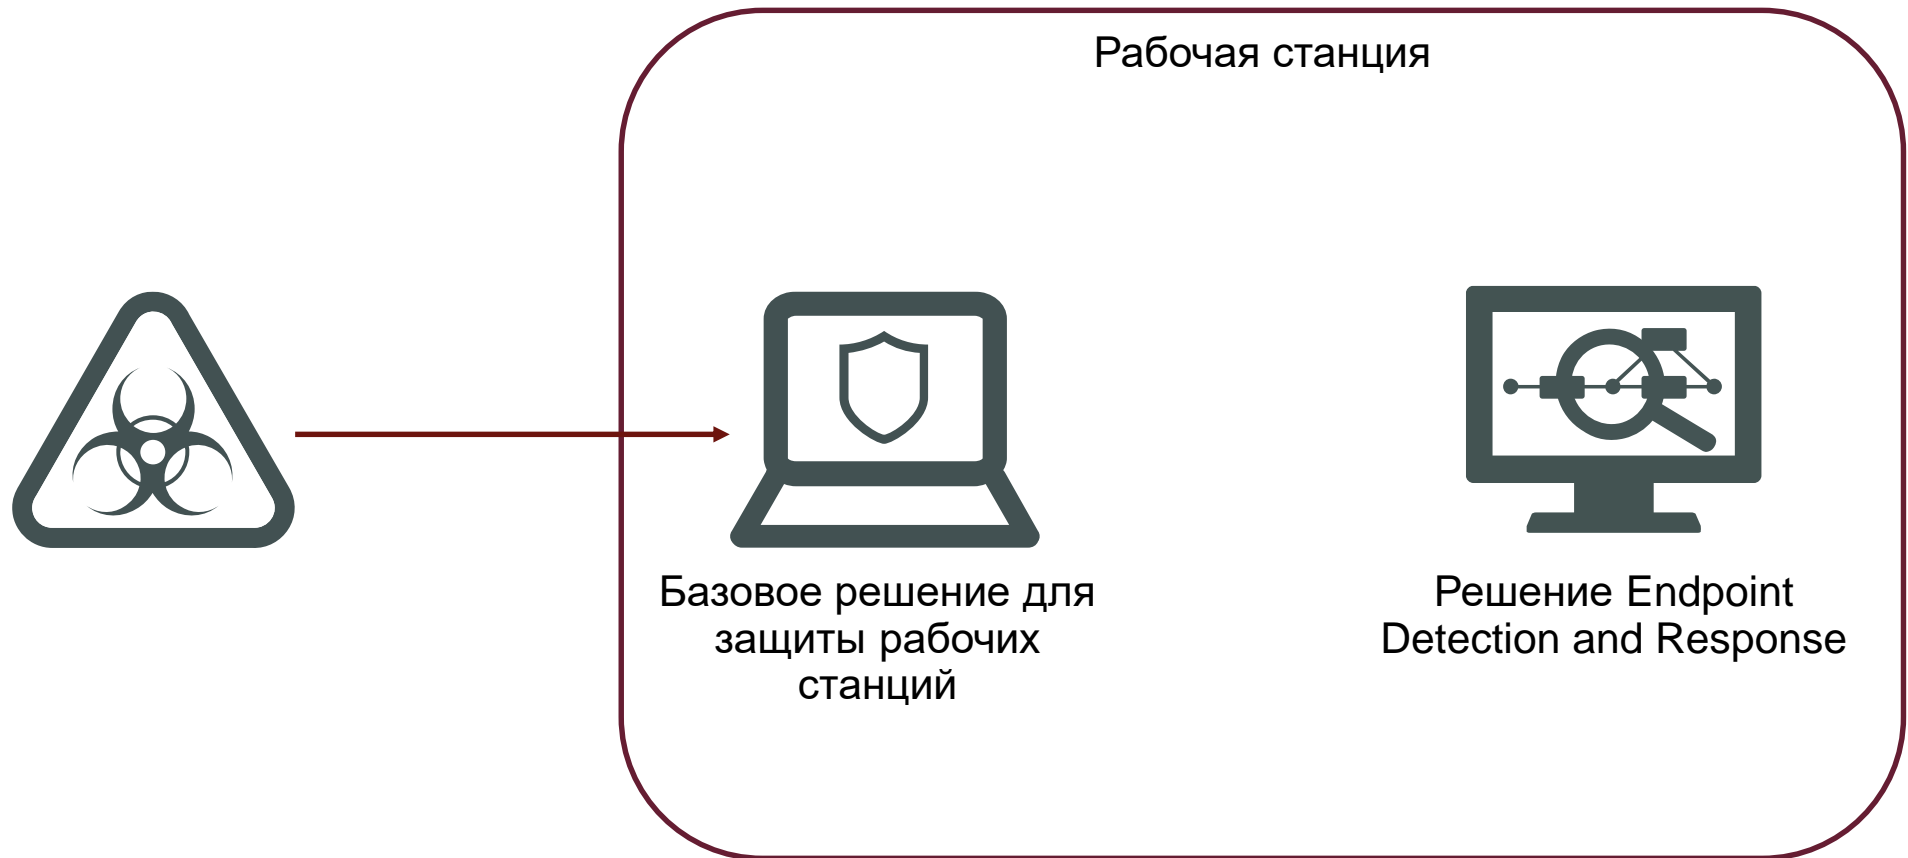 Рабочая станция
Базовое решение для
защиты рабочих
станций
Решение Endpoint
Detection and Response